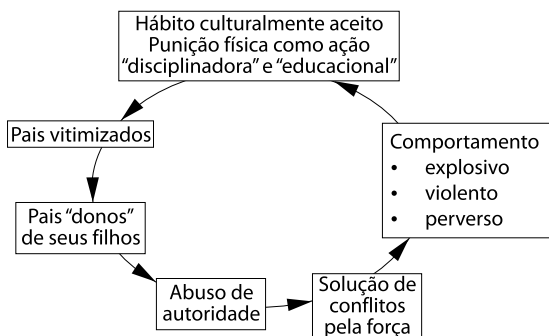 Hábito culturalmente aceito
Punição física como ação
“disciplinadora” e “educacional”
Pais vitimizados
Pais “donos”
de seus filhos
Abuso de
autoridade
Solução de
conflitos
pela força
Comportamento
• explosivo
• violento
• perverso